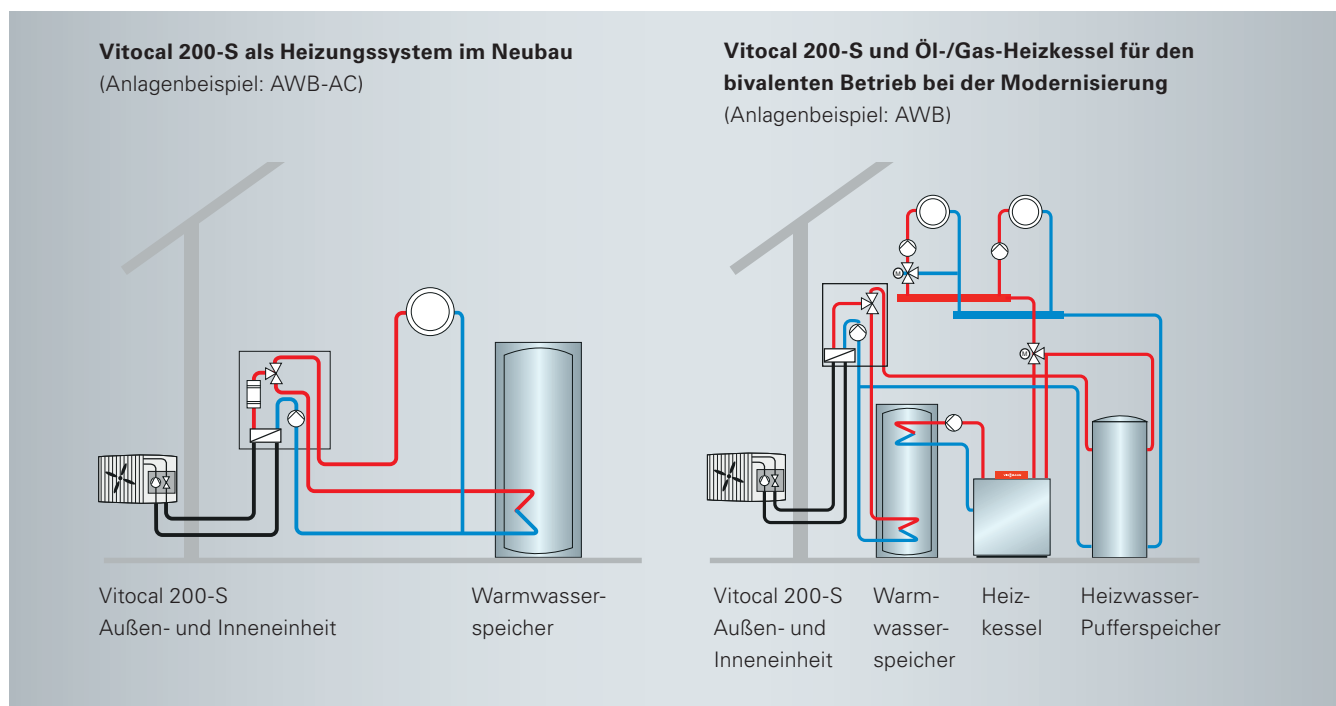 Vitocal 200-S als Heizungssystem im Neubau
(Anlagenbeispiel: AWB-AC)
Vitocal 200-S
Außen- und Inneneinheit
Warmwasser-
speicher
Vitocal 200-S und Öl-/Gas-Heizkessel für den
bivalenten Betrieb bei der Modernisierung
(Anlagenbeispiel: AWB)
M
M
Vitocal 200-S
Außen- und
Inneneinheit
Warm-
wasser-
speicher
Heiz-
kessel
Heizwasser-
Pufferspeicher